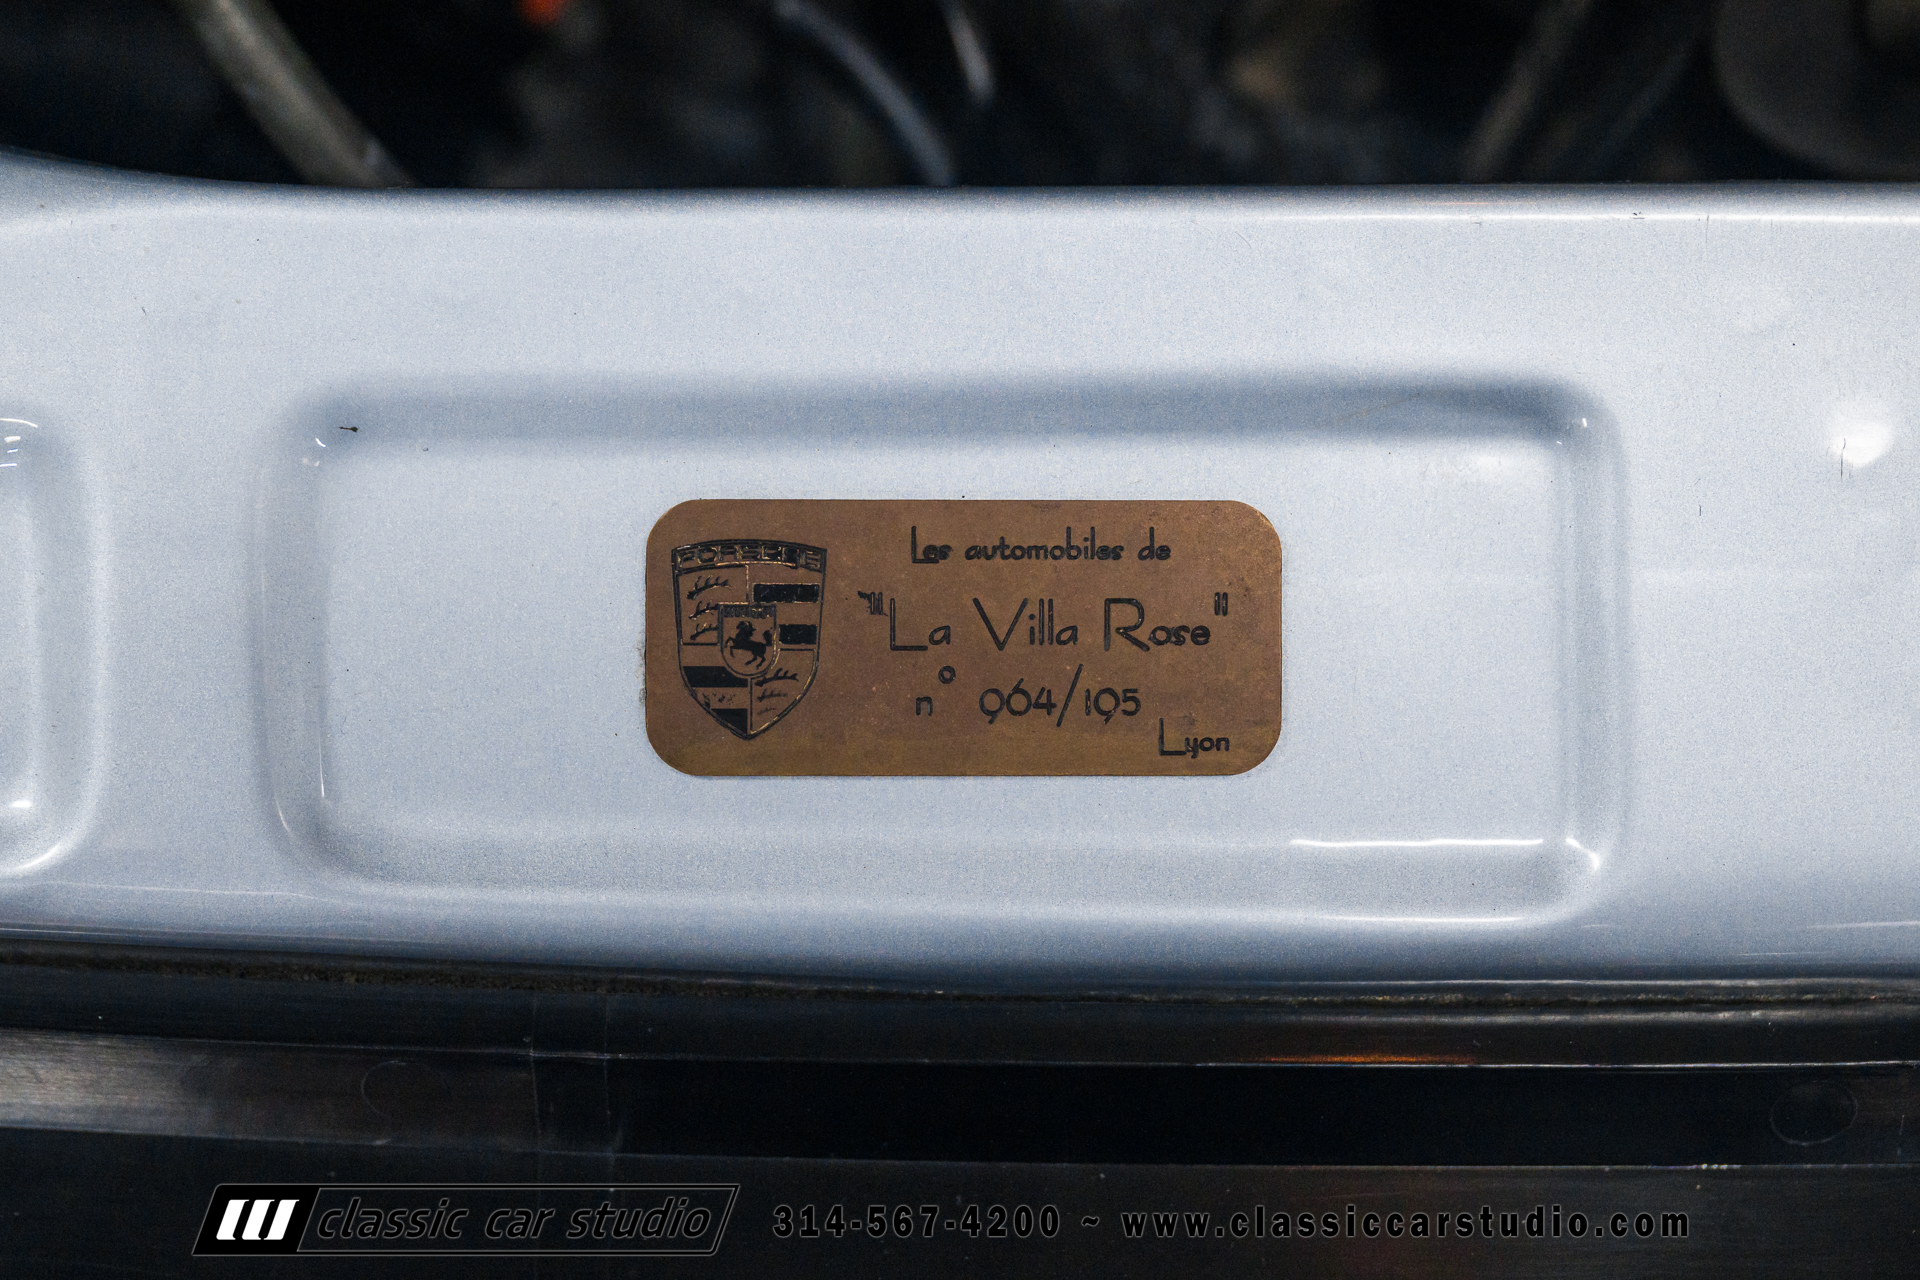 PORSCHE
Les automobiles de
"La Villa Rose"
n° 964/195
Lyon
classic car studio 314-567-4200 ~ www.classiccarstudio.com